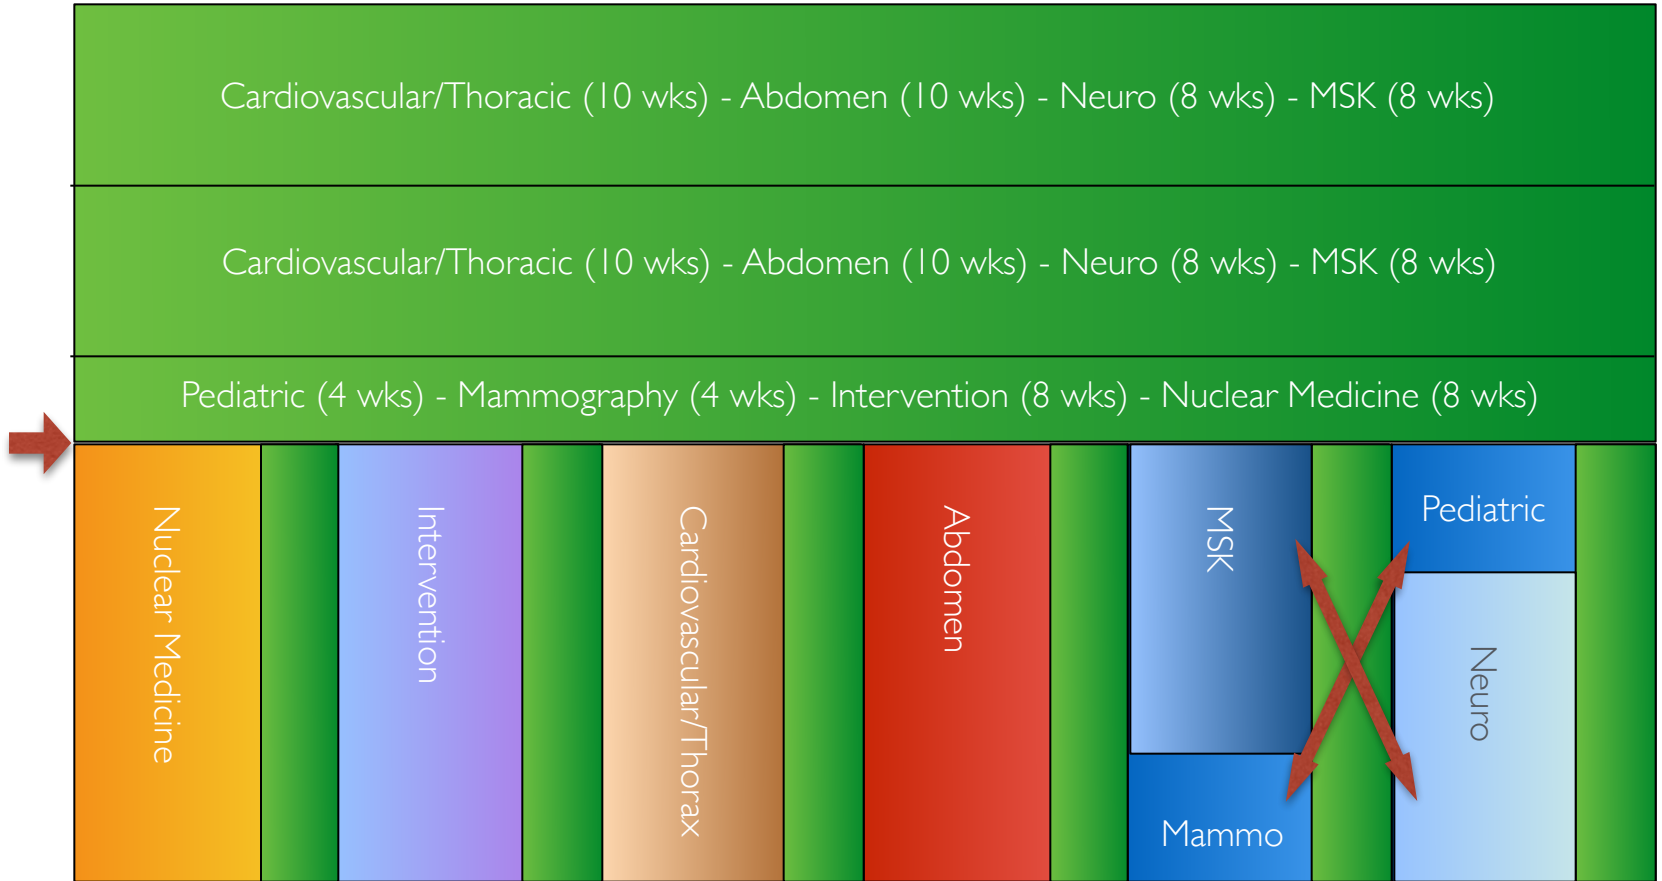 Cardiovascular/Thoracic (10 wks) - Abdomen (10 wks) - Neuro (8 wks) - MSK (8 wks)
Cardiovascular/Thoracic (10 wks) - Abdomen (10 wks) - Neuro (8 wks) - MSK (8 wks)
Pediatric (4 wks) - Mammography (4 wks) - Intervention (8 wks) - Nuclear Medicine (8 wks)
Nuclear Medicine
Intervention
Cardiovascular/Thorax
Abdomen
MSK
Mammo
Pediatric
Neuro